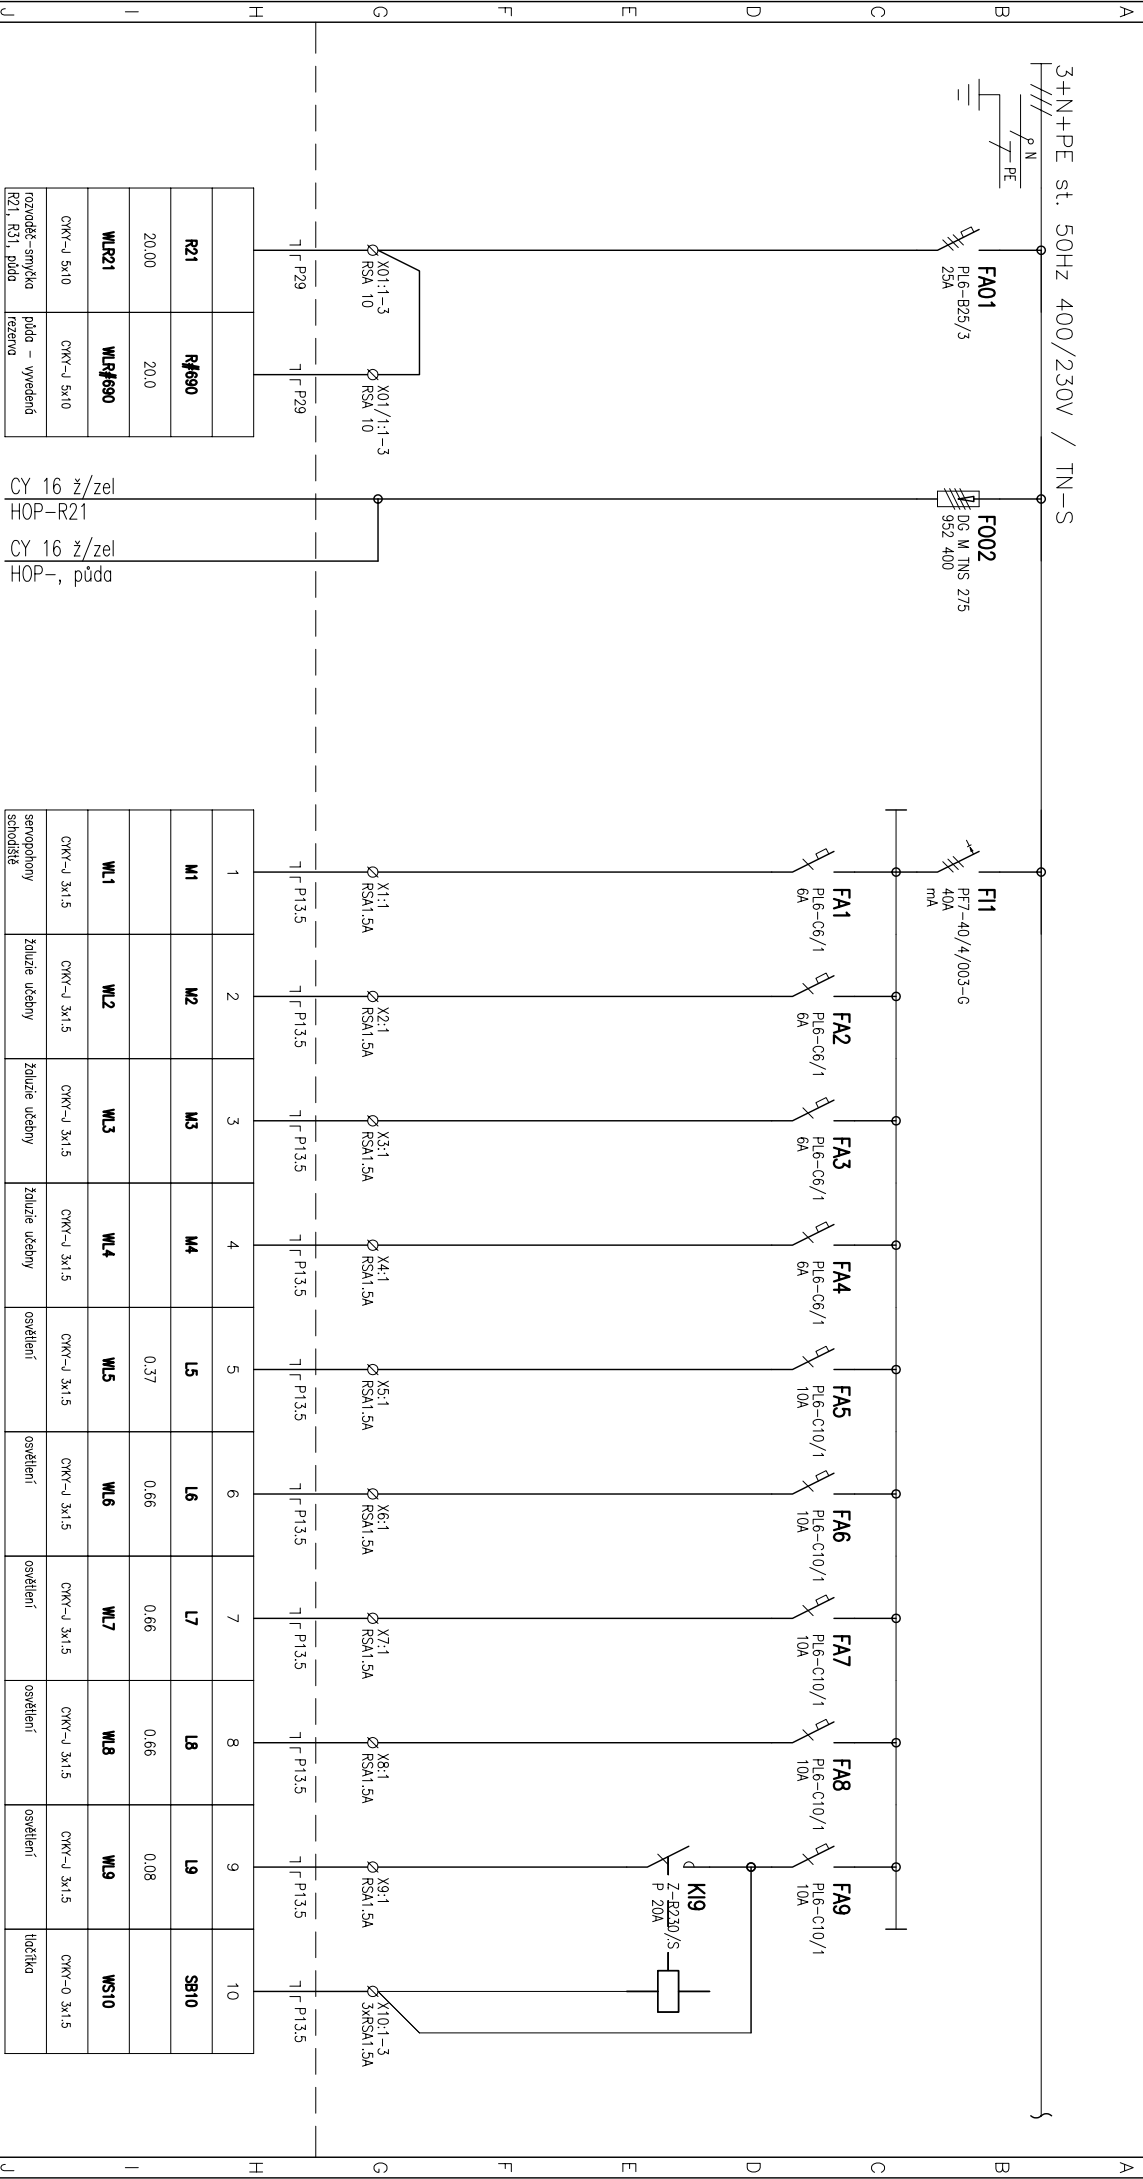 A
B
C
D
E
F
G
H
I
J
3+N+PE st. 50Hz 400/230V / TN-S
N
PE
FA01
PL6-B25/3
25A
FO02
DG M TNS 275
952 400
FI1
PF7-40/4/003-G
40A
mA
FA1
PL6-C6/1
6A
FA2
PL6-C6/1
6A
FA3
PL6-C6/1
6A
FA4
PL6-C6/1
6A
FA5
PL6-C10/1
10A
FA6
PL6-C10/1
10A
FA7
PL6-C10/1
10A
FA8
PL6-C10/1
10A
FA9
PL6-C10/1
10A
KI9
Z-R230/S
P 20A
X01:1-3
RSA 10
X01/1:1-3
RSA 10
X1:1
RSA1.5A
X2:1
RSA1.5A
X3:1
RSA1.5A
X4:1
RSA1.5A
X5:1
RSA1.5A
X6:1
RSA1.5A
X7:1
RSA1.5A
X8:1
RSA1.5A
X9:1
RSA1.5A
X10:1-3
3xRSA1.5A
P29
P29
P13.5
P13.5
P13.5
P13.5
P13.5
P13.5
P13.5
P13.5
P13.5
P13.5
1 2 3 4 5 6 7 8 9 10
R21 R#690 M1 M2 M3 M4 L5 L6 L7 L8 L9 SB10
20.00 20.0 0.37 0.66 0.66 0.66 0.08
WLR21 WLR#690 WL1 WL2 WL3 WL4 WL5 WL6 WL7 WL8 WL9 WS10
CYKY-J 5x10 CYKY-J 5x10 CYKY-J 3x1.5 CYKY-J 3x1.5 CYKY-J 3x1.5 CYKY-J 3x1.5 CYKY-J 3x1.5 CYKY-J 3x1.5 CYKY-J 3x1.5 CYKY-J 3x1.5 CYKY-J 3x1.5 CYKY-O 3x1.5
rozvaděč-smyčka
R21, R31, půda
půda - vyvedená
rezerva
CY 16 ž/zel
HOP-R21
CY 16 ž/zel
HOP-, půda
servopohony
schodiště
žaluzie učebny
žaluzie učebny
žaluzie učebny
osvětlení
osvětlení
osvětlení
osvětlení
osvětlení
tlačítka
A
B
C
D
E
F
G
H
I
J